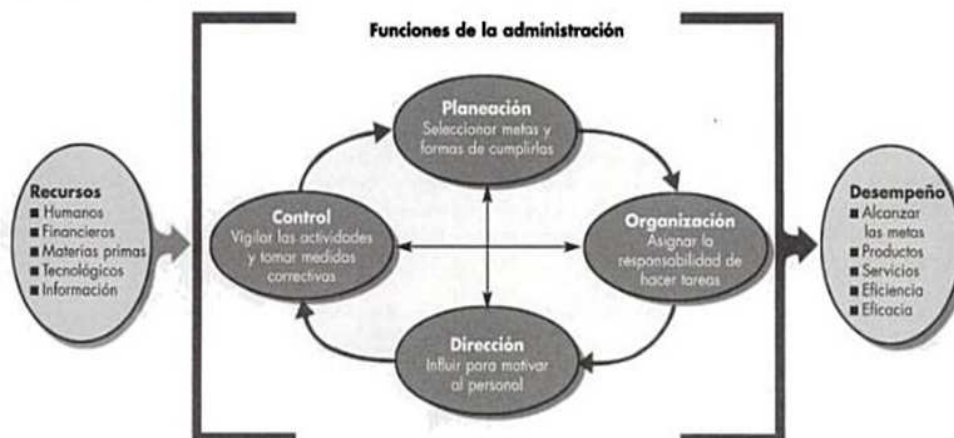 Funciones de la administración
Planeación
Seleccionar metas y
formas de cumplirlas
Recursos
■ Humanos
■ Financieros
■ Materias primas
■ Tecnológicos
■ Información
Control
Vigilar las actividades
y tomar medidas
correctivas
Organización
Asignar la
responsabilidad de
hacer tareas
Dirección
Influir para motivar
al personal
Desempeño
■ Alcanzar
las metas
■ Productos
■ Servicios
■ Eficiencia
■ Eficacia